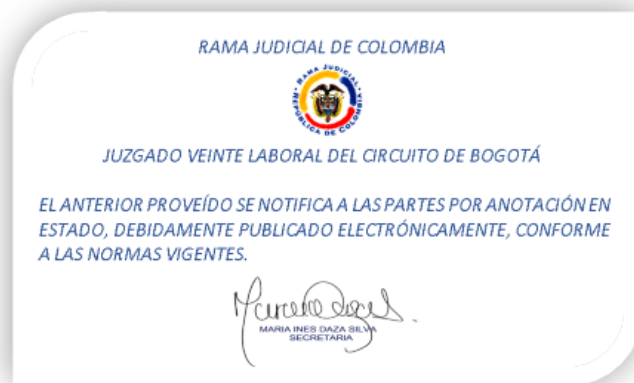 RAMA JUDICIAL DE COLOMBIA
RAMA JUDICIAL
REPÚBLICA DE COLOMBIA
JUZGADO VEINTE LABORAL DEL CIRCUITO DE BOGOTÁ
EL ANTERIOR PROVEÍDO SE NOTIFICA A LAS PARTES POR ANOTACIÓN EN
ESTADO, DEBIDAMENTE PUBLICADO ELECTRÓNICAMENTE, CONFORME
A LAS NORMAS VIGENTES.
MARIA INES DAZA SILVA
SECRETARIA